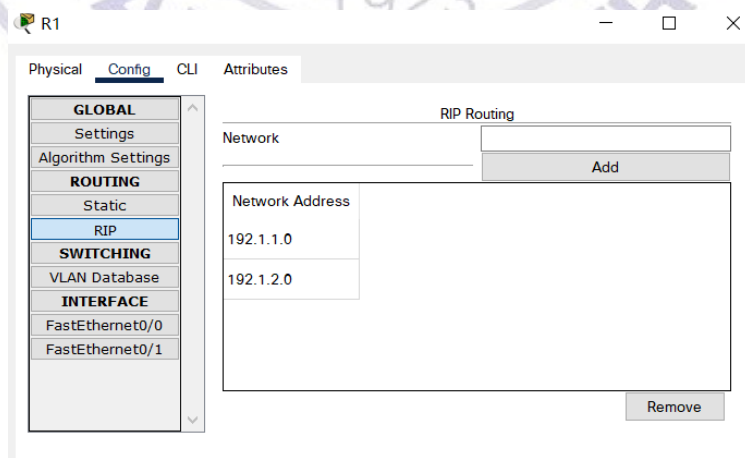 R1
Physical Config CLI Attributes
GLOBAL
Settings
Algorithm Settings
ROUTING
Static
RIP
SWITCHING
VLAN Database
INTERFACE
FastEthernet0/0
FastEthernet0/1
RIP Routing
Network
Add
Network Address
192.1.1.0
192.1.2.0
Remove